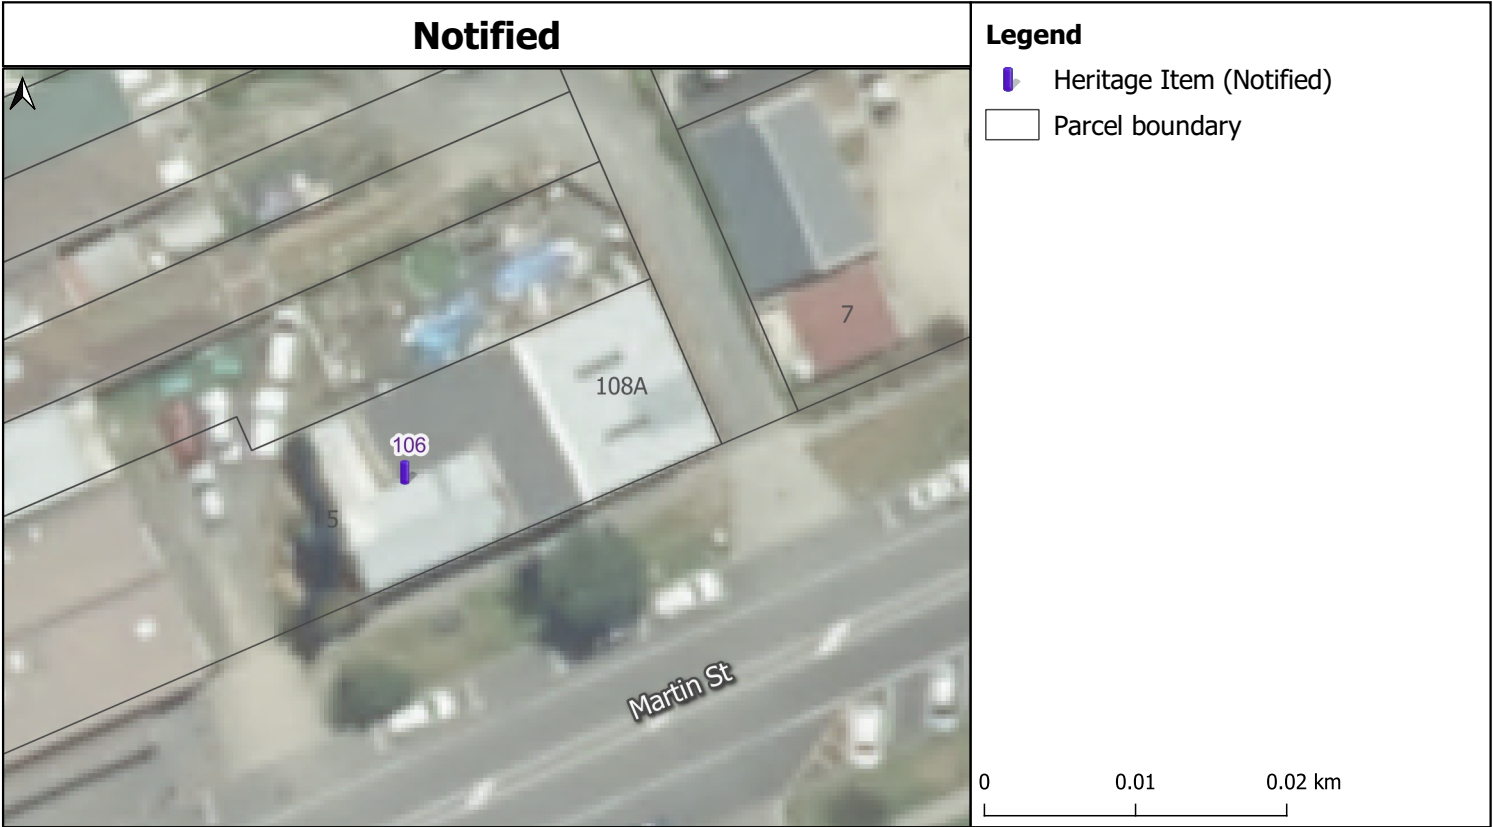 Notified
7
108A
106
5
Martin St
Legend
Heritage Item (Notified)
Parcel boundary
0 0.01 0.02 km